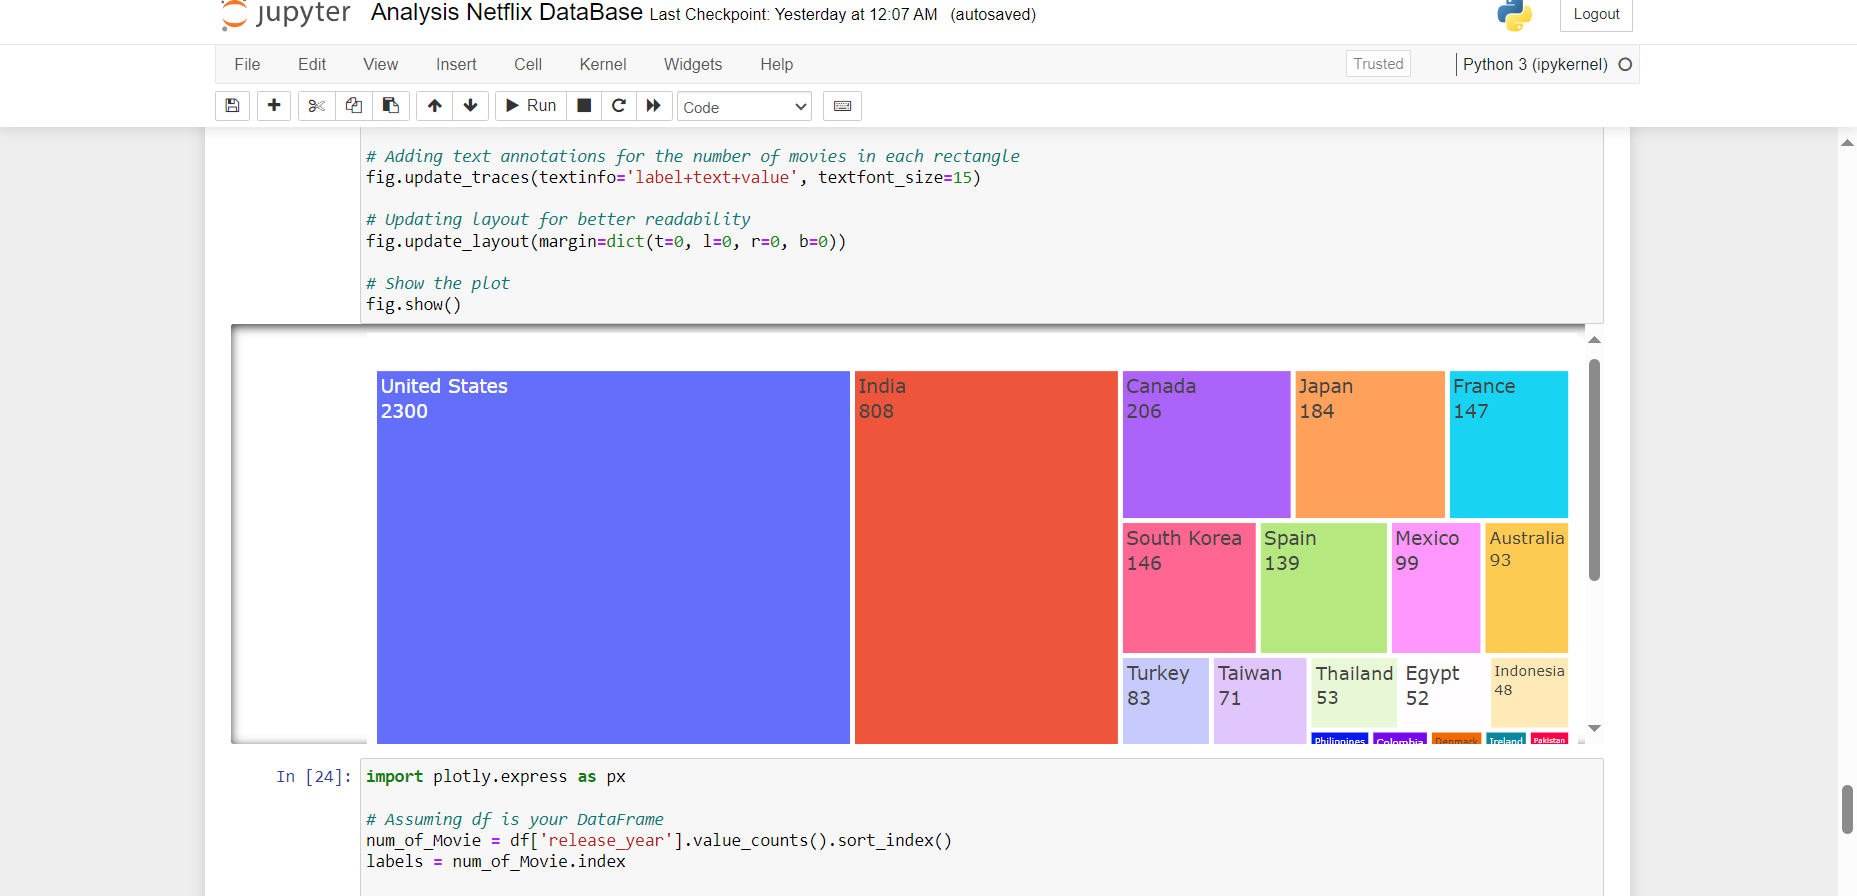 jupyter Analysis Netflix DataBase Last Checkpoint: Yesterday at 12:07 AM (autosaved) Logout
File Edit View Insert Cell Kernel Widgets Help Trusted Python 3 (ipykernel)
Run Code
# Adding text annotations for the number of movies in each rectangle
fig.update_traces(textinfo='label+text+value', textfont_size=15)
# Updating layout for better readability
fig.update_layout(margin=dict(t=0, l=0, r=0, b=0))
# Show the plot
fig.show()
United States
2300
India
808
Canada
206
Japan
184
France
147
South Korea
146
Spain
139
Mexico
99
Australia
93
Turkey
83
Taiwan
71
Thailand
53
Egypt
52
Indonesia
48
Philippines
Colombia
Denmark
Ireland
Pakistan
In [24]:
import plotly.express as px
# Assuming df is your DataFrame
num_of_Movie = df['release_year'].value_counts().sort_index()
labels = num_of_Movie.index